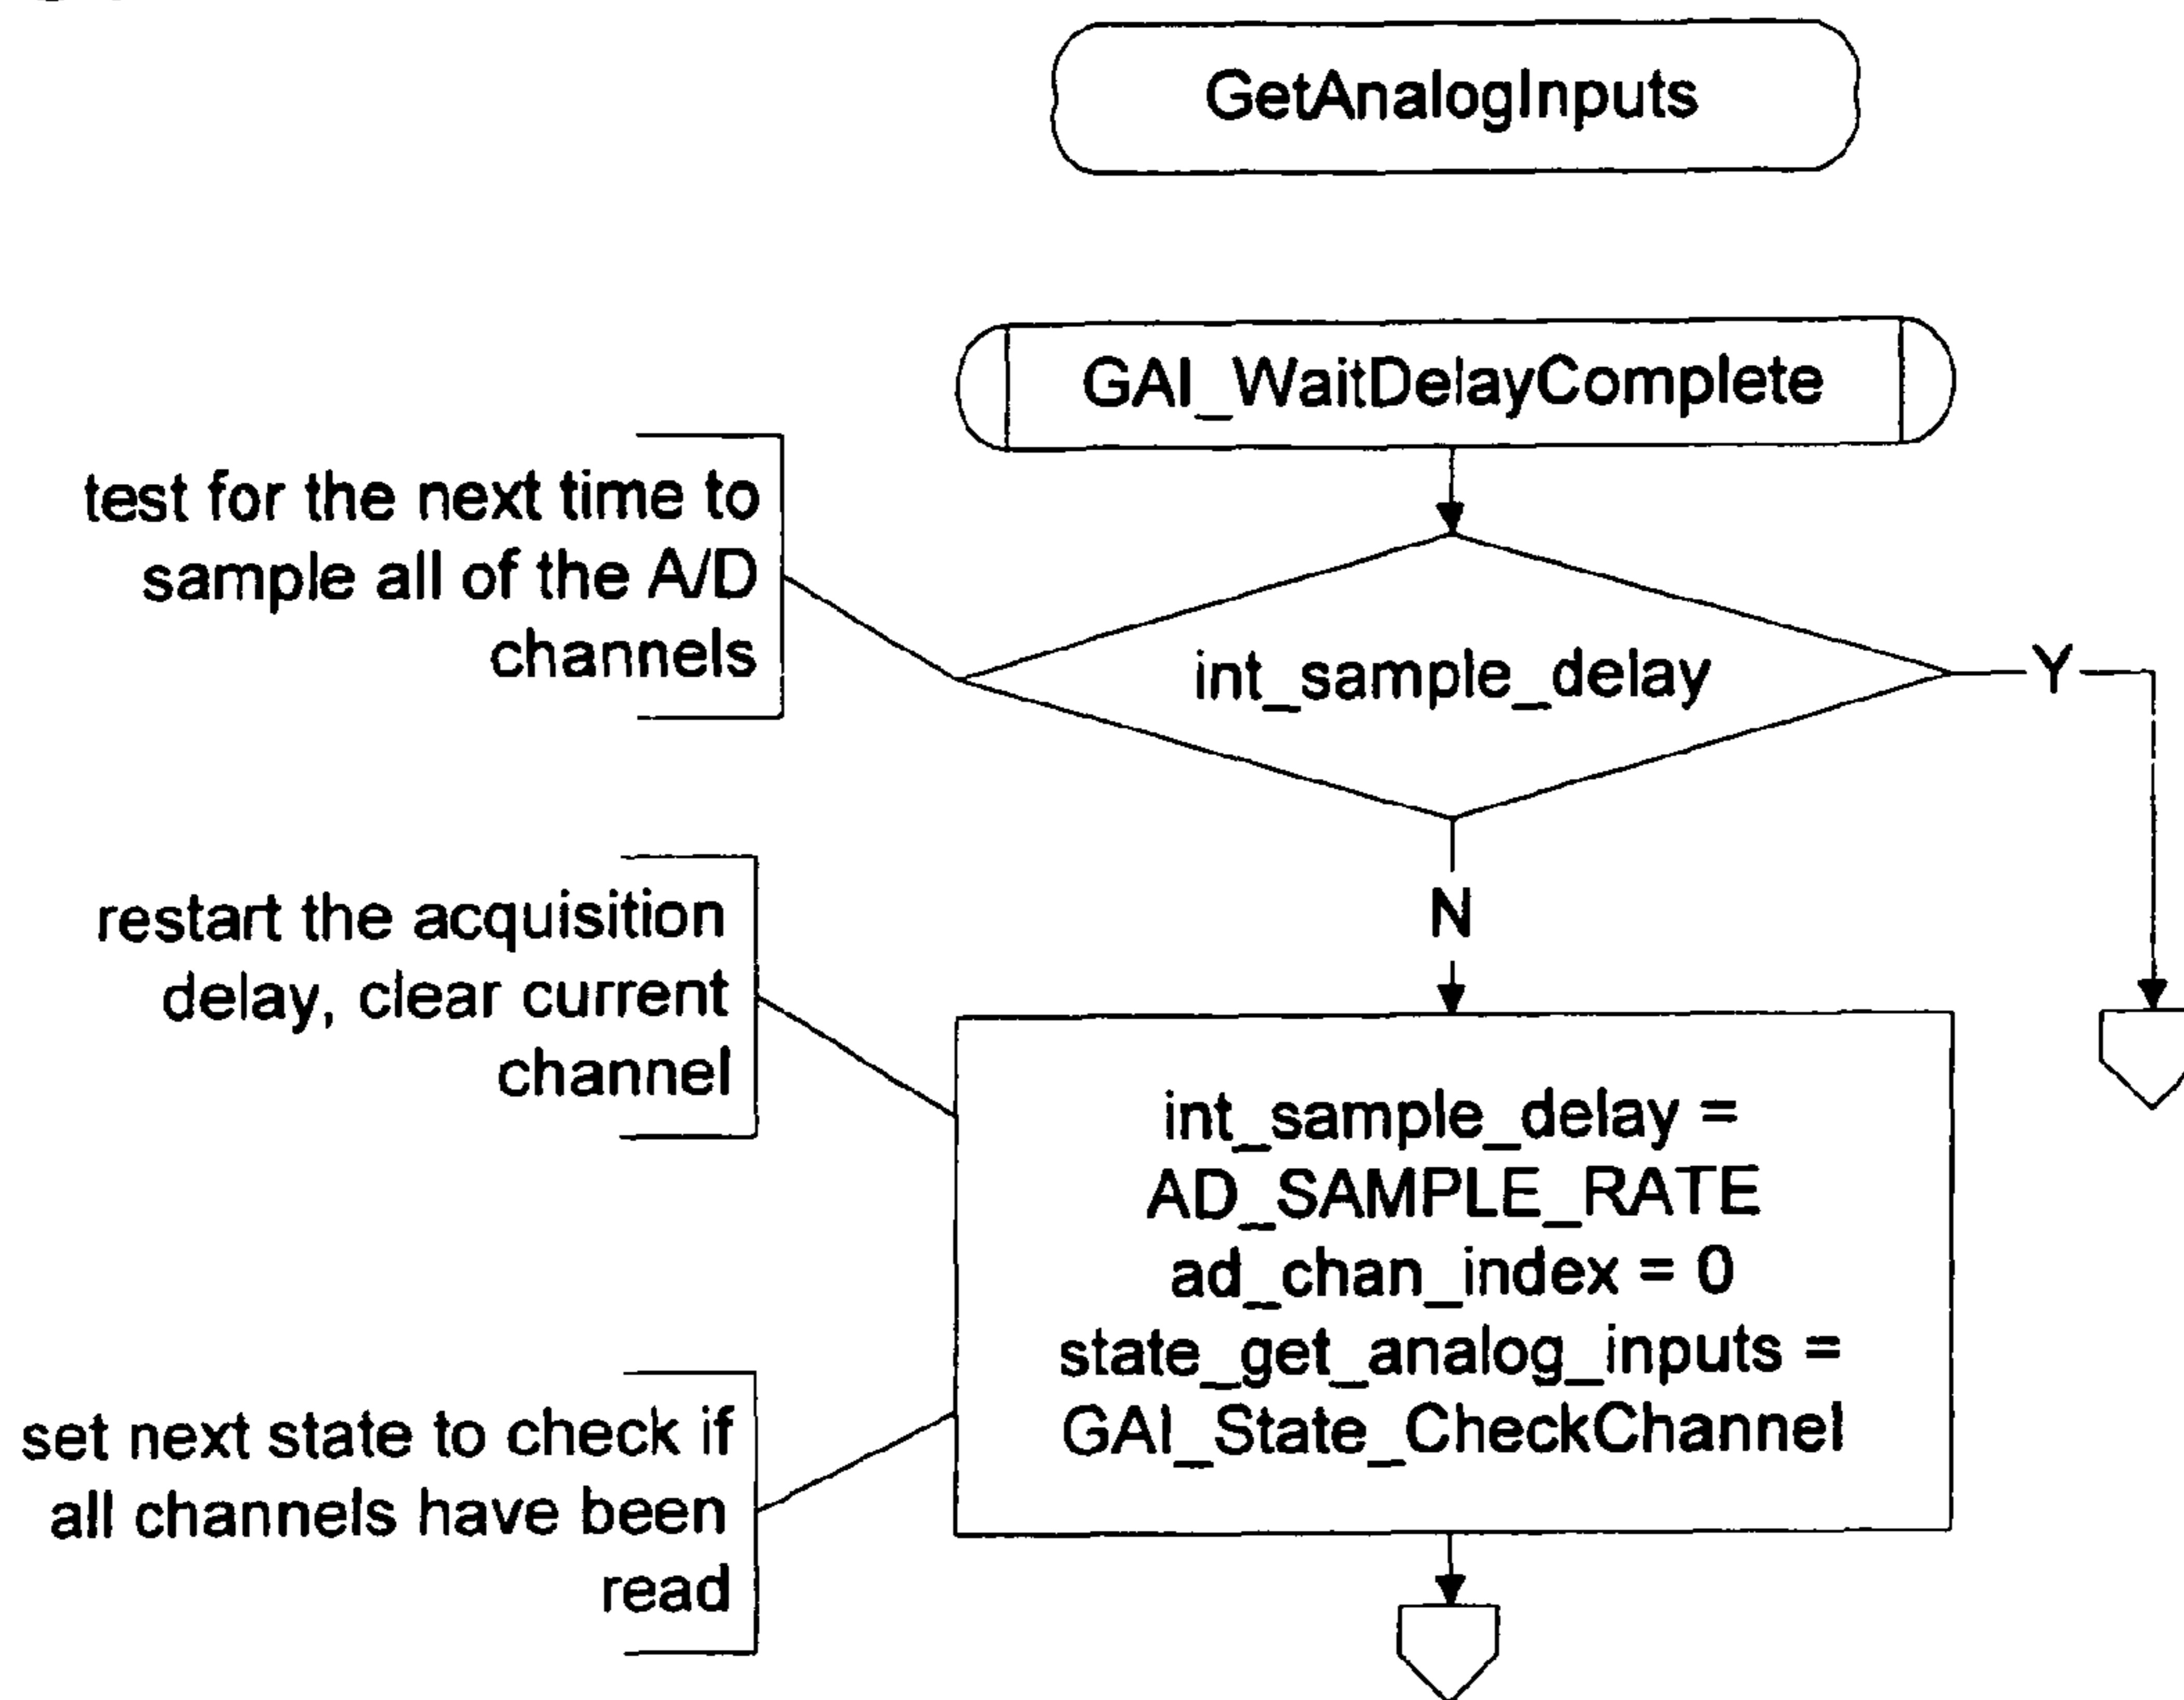 GetAnalogInputs
GAI_WaitDelayComplete
test for the next time to
sample all of the A/D
channels
int_sample_delay
Y
N
restart the acquisition
delay, clear current
channel
int_sample_delay =
AD_SAMPLE_RATE
ad_chan_index = 0
state_get_analog_inputs =
GAI_State_CheckChannel
set next state to check if
all channels have been
read